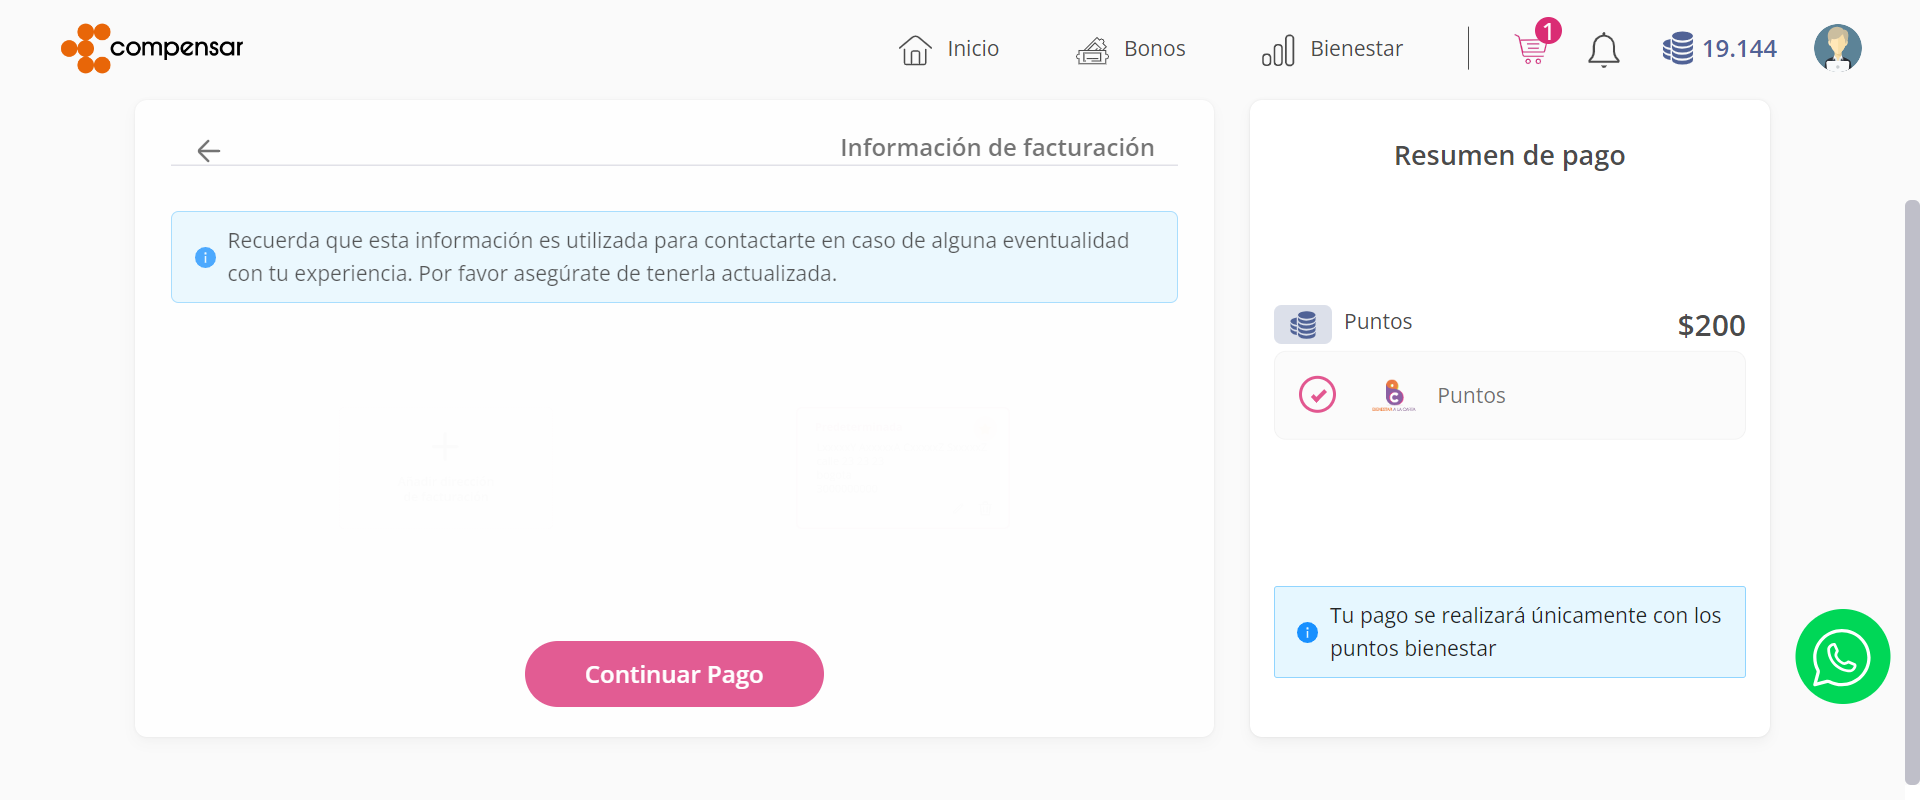 compensar
Inicio
Bonos
Bienestar
1
19.144
Información de facturación
Recuerda que esta información es utilizada para contactarte en caso de alguna eventualidad
con tu experiencia. Por favor asegúrate de tenerla actualizada.
Continuar Pago
Resumen de pago
Puntos
$200
Puntos
Tu pago se realizará únicamente con los
puntos bienestar